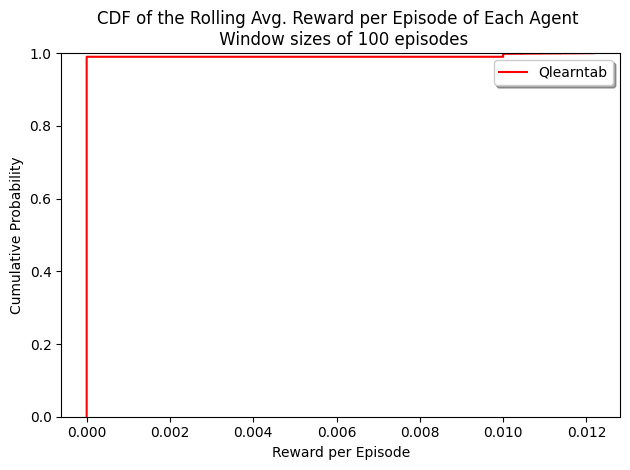 CDF of the Rolling Avg. Reward per Episode of Each Agent
Window sizes of 100 episodes
Qlearntab
Cumulative Probability
1.0
0.8
0.6
0.4
0.2
0.0
0.000 0.002 0.004 0.006 0.008 0.010 0.012
Reward per Episode